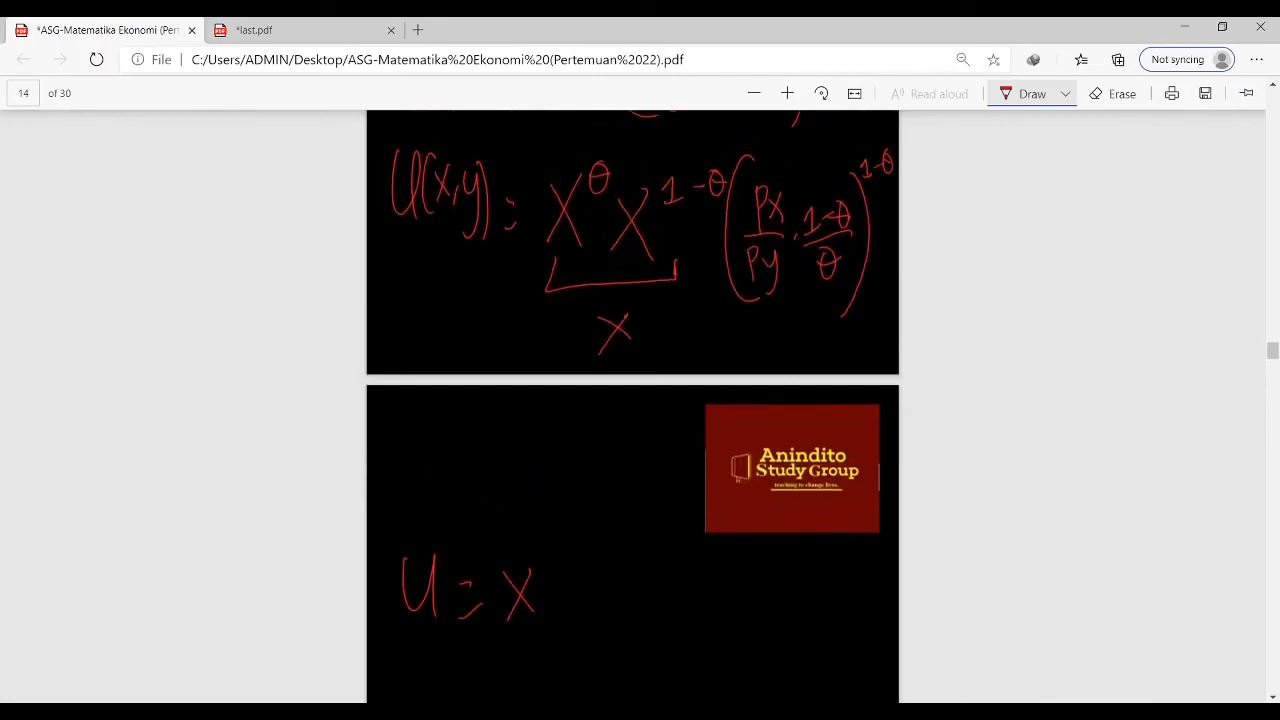 *ASG-Matematika Ekonomi (Pert
*last.pdf
File
C:/Users/ADMIN/Desktop/ASG-Matematika%20Ekonomi%20(Pertemuan%2022).pdf
Not syncing
14 of 30
Read aloud
Draw
Erase
U(x,y) = X^θ X^(1-θ) (Px/Py · 1-θ/θ)^(1-θ)
X
Anindito
Study Group
teaching to change lives.
U = X